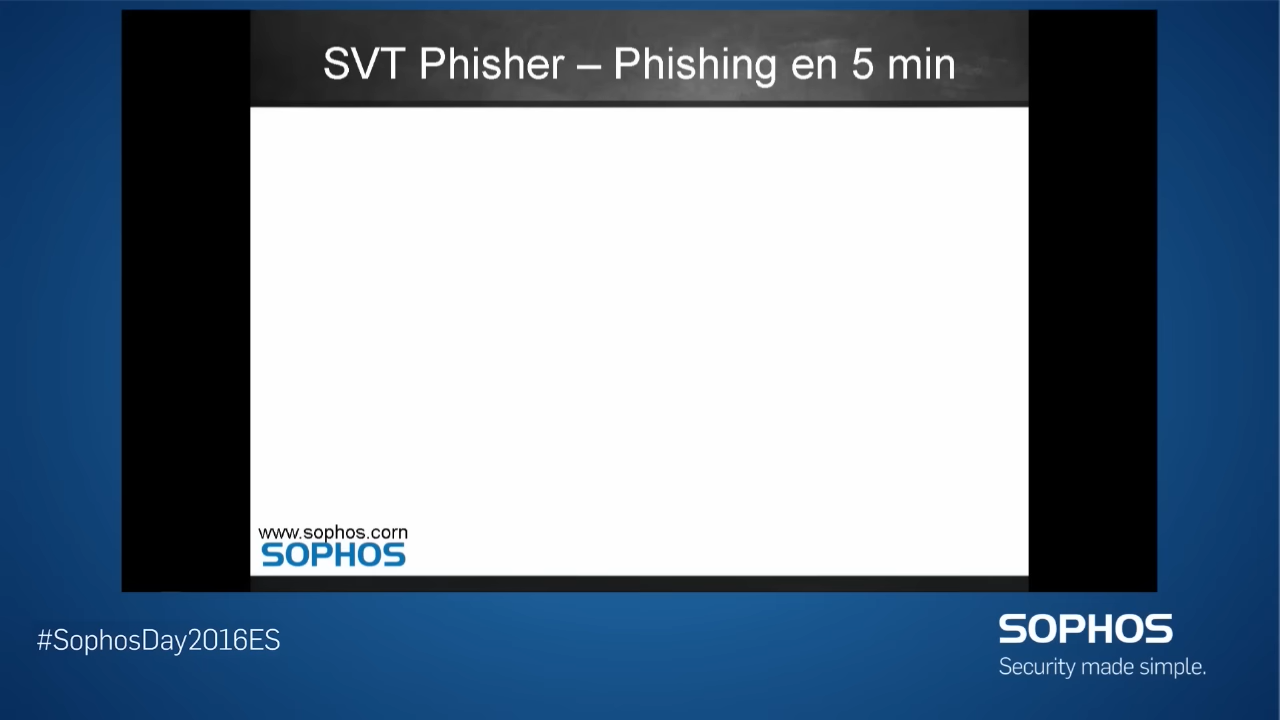 SVT Phisher – Phishing en 5 min
www.sophos.corn
SOPHOS
#SophosDay2016ES
SOPHOS
Security made simple.